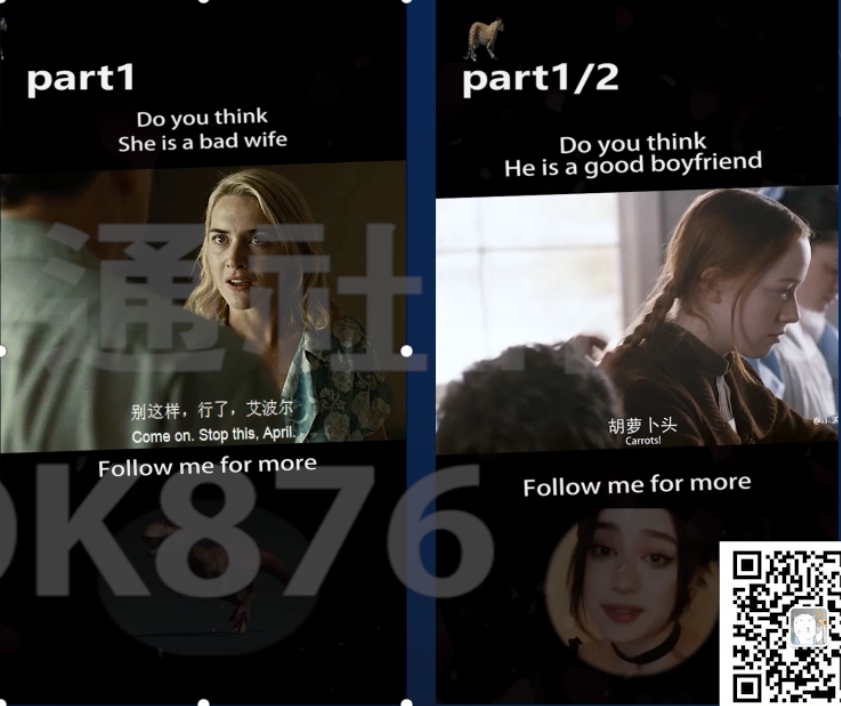 part1
Do you think
She is a bad wife
别这样，行了，艾波尔
Come on. Stop this, April.
Follow me for more
part1/2
Do you think
He is a good boyfriend
胡萝卜头
Carrots!
Follow me for more
通社
K876